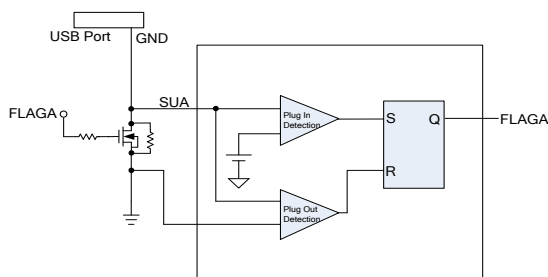 USB Port
GND
FLAGA
SUA
Plug In
Detection
Plug Out
Detection
S
Q
R
FLAGA